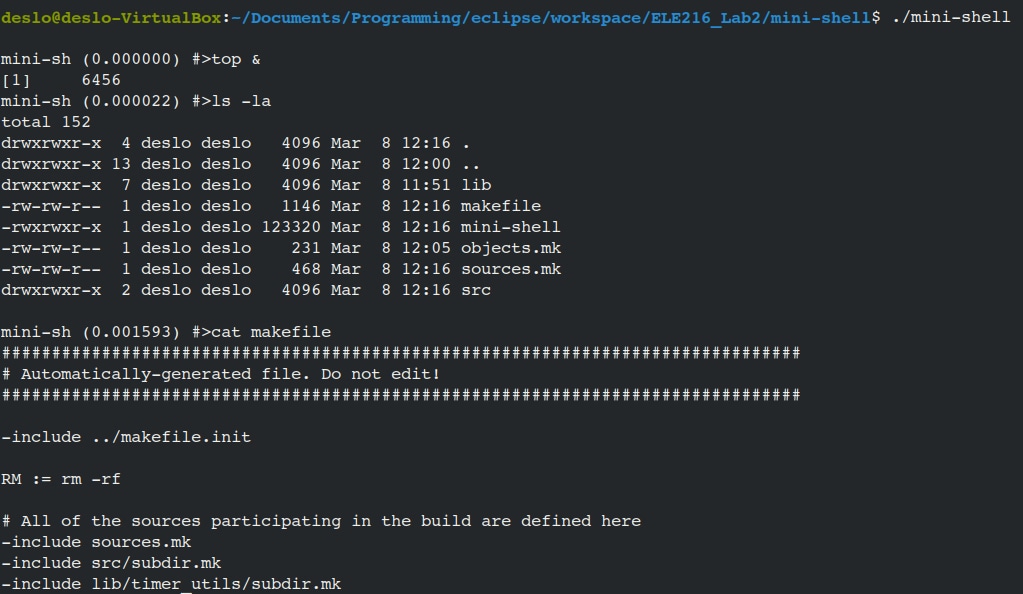 deslo@deslo-VirtualBox:~/Documents/Programming/eclipse/workspace/ELE216_Lab2/mini-shell$ ./mini-shell
mini-sh (0.000000) #>top &
[1]     6456
mini-sh (0.000022) #>ls -la
total 152
drwxrwxr-x  4 deslo deslo   4096 Mar  8 12:16 .
drwxrwxr-x 13 deslo deslo   4096 Mar  8 12:00 ..
drwxrwxr-x  7 deslo deslo   4096 Mar  8 11:51 lib
-rw-rw-r--  1 deslo deslo   1146 Mar  8 12:16 makefile
-rwxrwxr-x  1 deslo deslo 123320 Mar  8 12:16 mini-shell
-rw-rw-r--  1 deslo deslo    231 Mar  8 12:05 objects.mk
-rw-rw-r--  1 deslo deslo    468 Mar  8 12:16 sources.mk
drwxrwxr-x  2 deslo deslo   4096 Mar  8 12:16 src
mini-sh (0.001593) #>cat makefile
################################################################################
# Automatically-generated file. Do not edit!
################################################################################
-include ../makefile.init
RM := rm -rf
# All of the sources participating in the build are defined here
-include sources.mk
-include src/subdir.mk
-include lib/timer_utils/subdir.mk